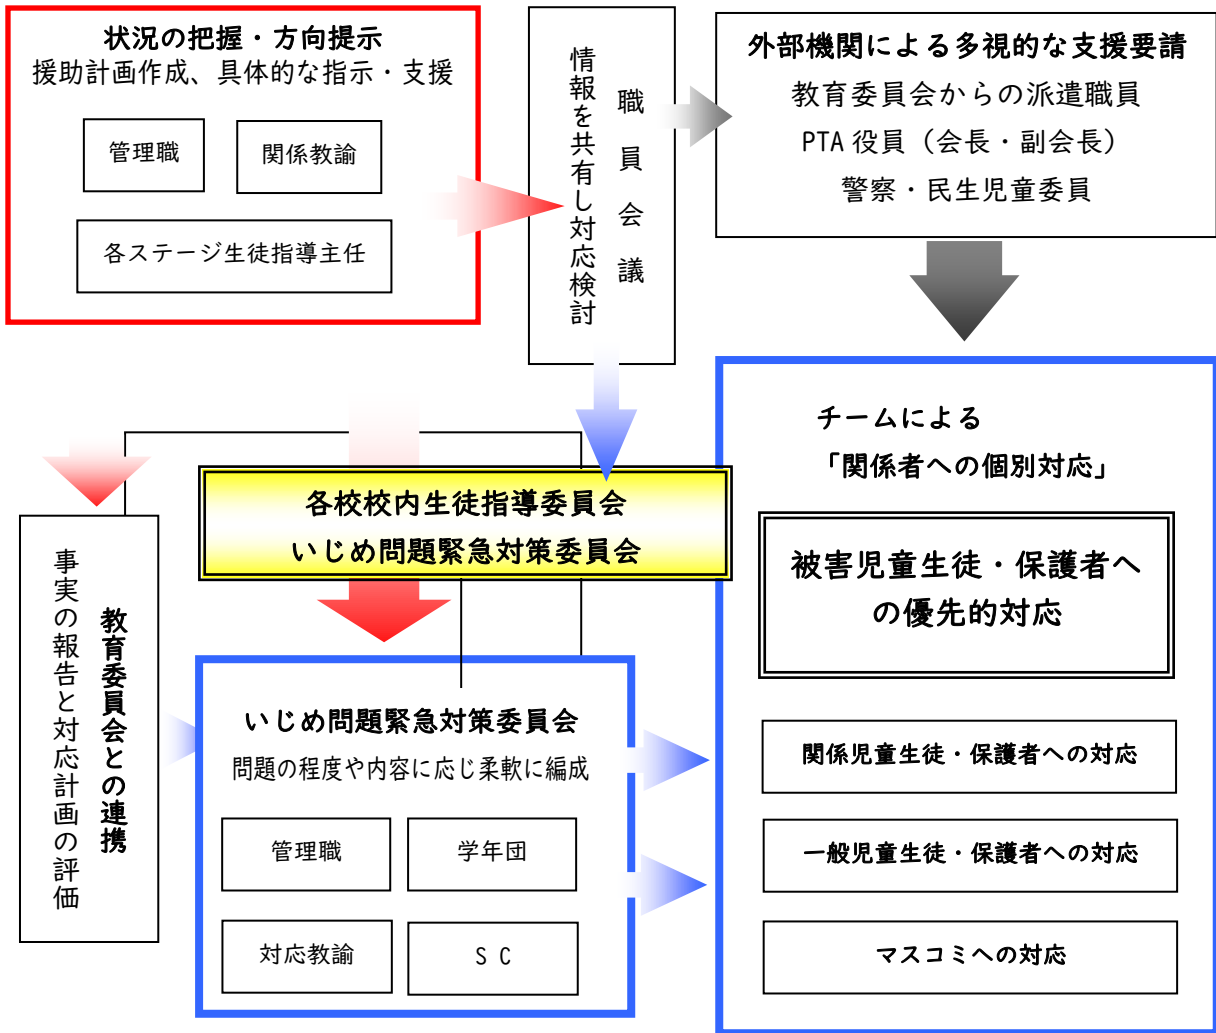 状況の把握・方向提示
援助計画作成、具体的な指示・支援
管理職
関係教諭
各ステージ生徒指導主任
職員会議
情報を共有し対応検討
外部機関による多視的な支援要請
教育委員会からの派遣職員
PTA役員（会長・副会長）
警察・民生児童委員
各校校内生徒指導委員会
いじめ問題緊急対策委員会
教育委員会との連携
事実の報告と対応計画の評価
いじめ問題緊急対策委員会
問題の程度や内容に応じ柔軟に編成
管理職
学年団
対応教諭
ＳＣ
チームによる
「関係者への個別対応」
被害児童生徒・保護者へ
の優先的対応
関係児童生徒・保護者への対応
一般児童生徒・保護者への対応
マスコミへの対応